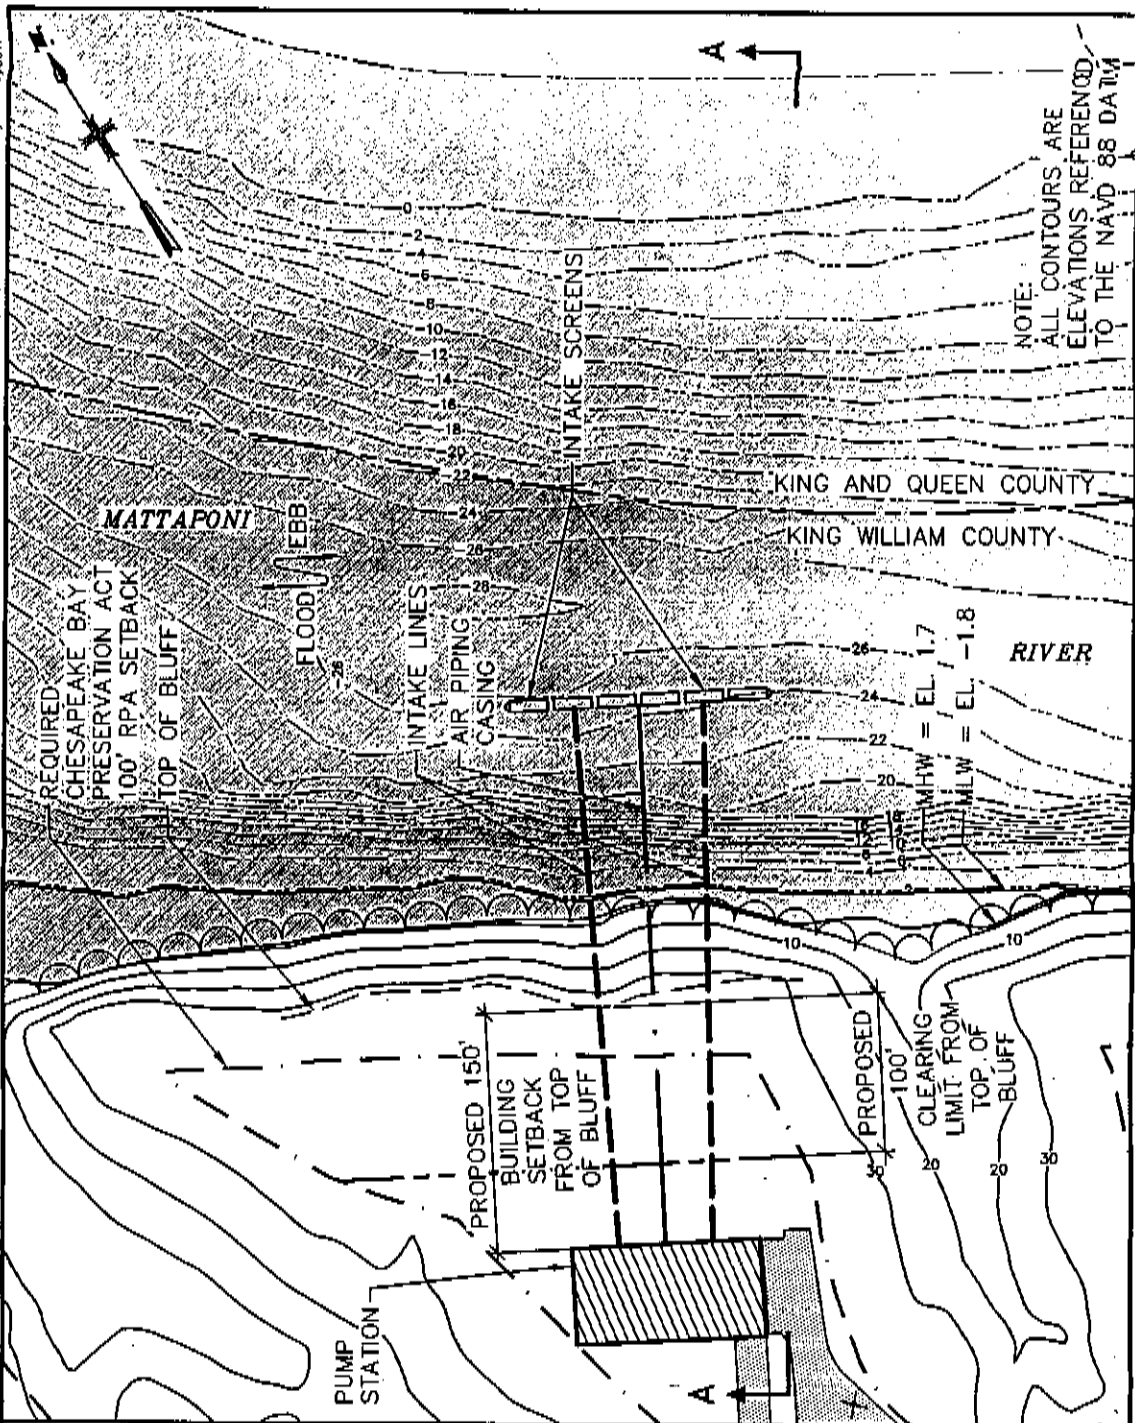 N
A
NOTE:
ALL CONTOURS ARE
ELEVATIONS REFERENCED
TO THE NAVD 88 DATUM
0
-2
-4
-6
-8
-10
-12
-14
-16
-18
-20
-22
-24
-26
-28
INTAKE SCREENS
KING AND QUEEN COUNTY
KING WILLIAM COUNTY
MATTAPONI
RIVER
EBB
FLOOD
-26
REQUIRED
CHESAPEAKE BAY
PRESERVATION ACT
100' RPA SETBACK
TOP OF BLUFF
INTAKE LINES
AIR PIPING
CASING
-26
-24
-22
-20
MHW = EL. 1.7
MLW = EL. -1.8
10
10
PROPOSED 150'
BUILDING
SETBACK
FROM TOP
OF BLUFF
PROPOSED
100'
CLEARING
LIMIT FROM
TOP OF
BLUFF
30
20
20
30
PUMP
STATION
A